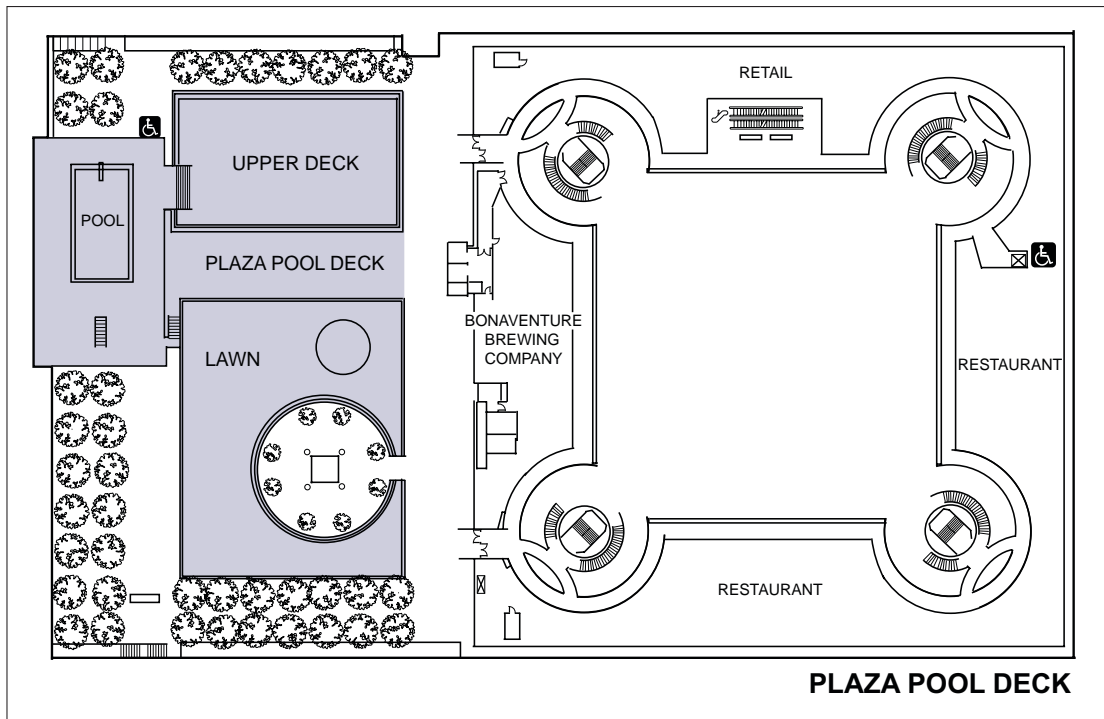 RETAIL
UPPER DECK
POOL
PLAZA POOL DECK
BONAVENTURE
BREWING
COMPANY
LAWN
RESTAURANT
RESTAURANT
PLAZA POOL DECK